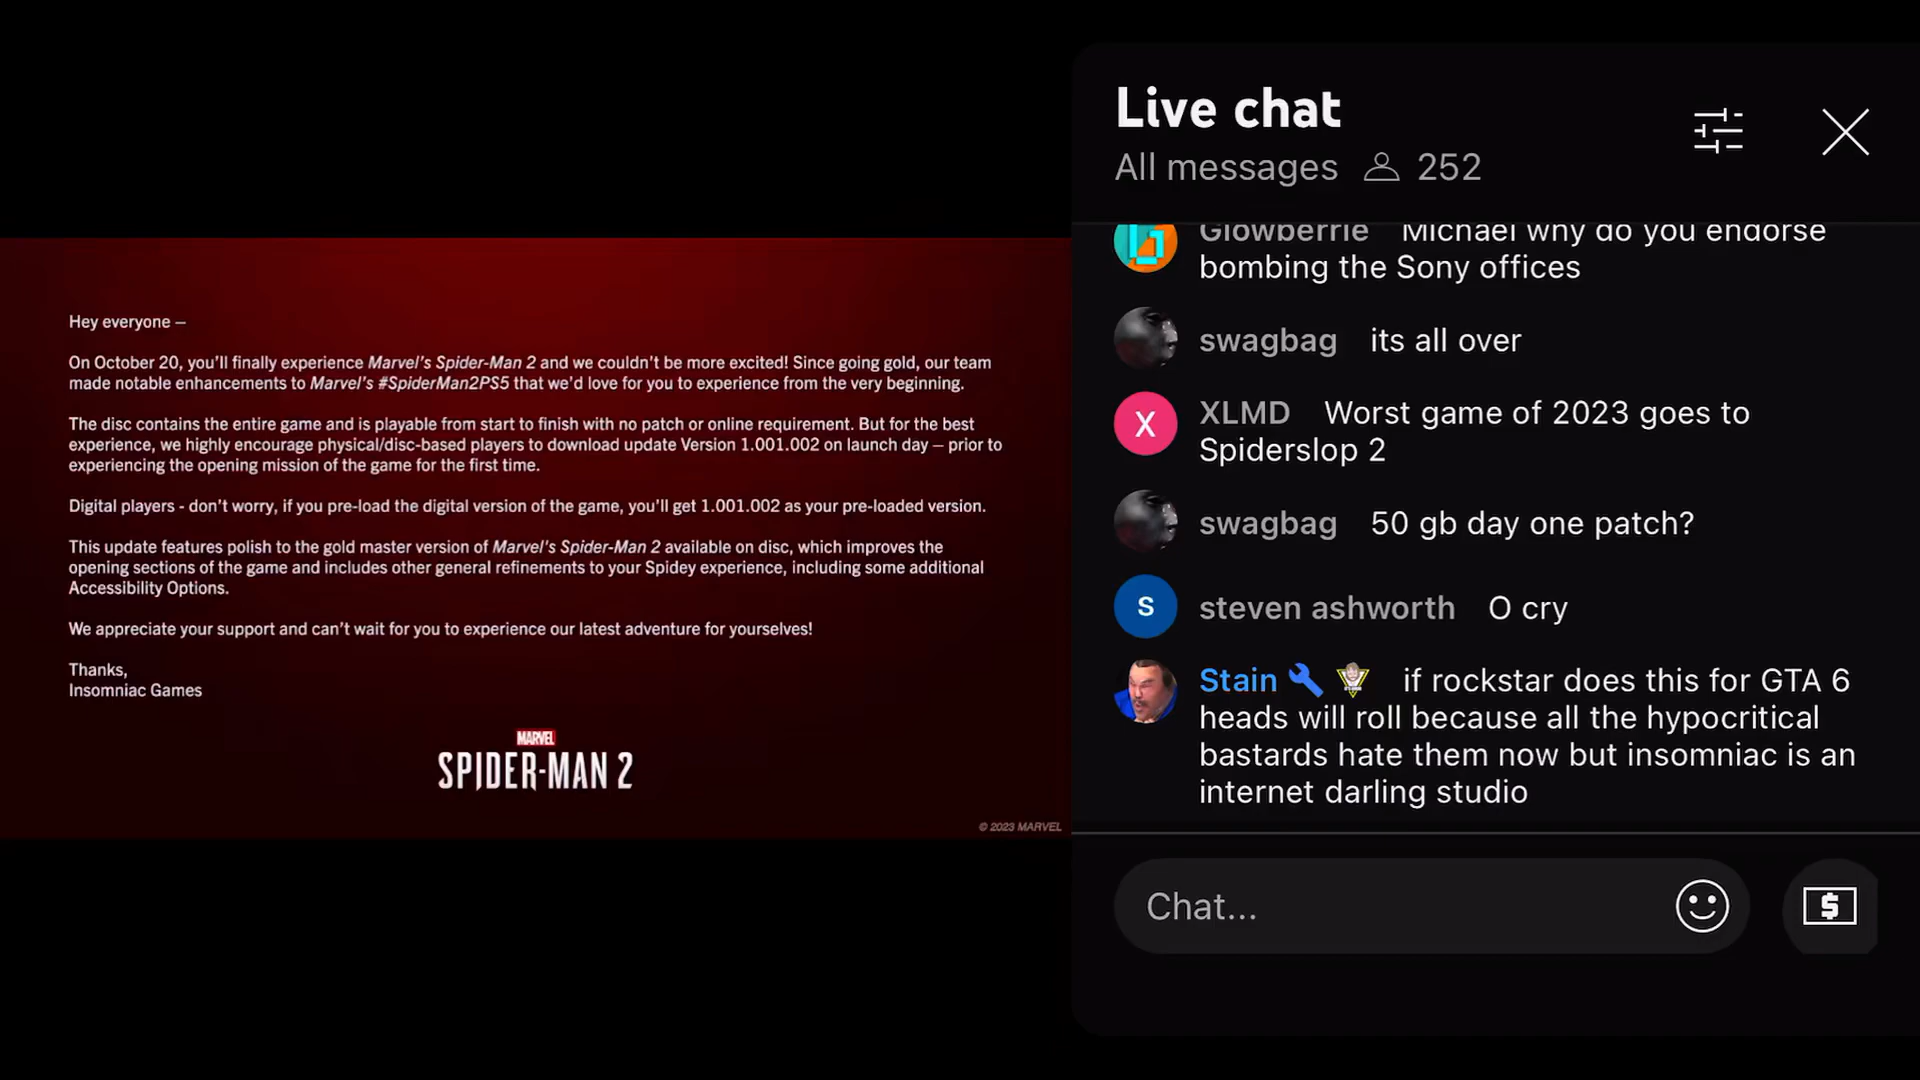 Hey everyone –
On October 20, you'll finally experience Marvel's Spider-Man 2 and we couldn't be more excited! Since going gold, our team
made notable enhancements to Marvel's #SpiderMan2PS5 that we'd love for you to experience from the very beginning.
The disc contains the entire game and is playable from start to finish with no patch or online requirement. But for the best
experience, we highly encourage physical/disc-based players to download update Version 1.001.002 on launch day – prior to
experiencing the opening mission of the game for the first time.
Digital players - don't worry, if you pre-load the digital version of the game, you'll get 1.001.002 as your pre-loaded version.
This update features polish to the gold master version of Marvel's Spider-Man 2 available on disc, which improves the
opening sections of the game and includes other general refinements to your Spidey experience, including some additional
Accessibility Options.
We appreciate your support and can't wait for you to experience our latest adventure for yourselves!
Thanks,
Insomniac Games
MARVEL
SPIDER-MAN 2
© 2023 MARVEL
Live chat
All messages 252
Glowberrie Michael why do you endorse
bombing the Sony offices
swagbag its all over
X XLMD Worst game of 2023 goes to
Spiderslop 2
swagbag 50 gb day one patch?
S steven ashworth O cry
Stain if rockstar does this for GTA 6
heads will roll because all the hypocritical
bastards hate them now but insomniac is an
internet darling studio
Chat...
$